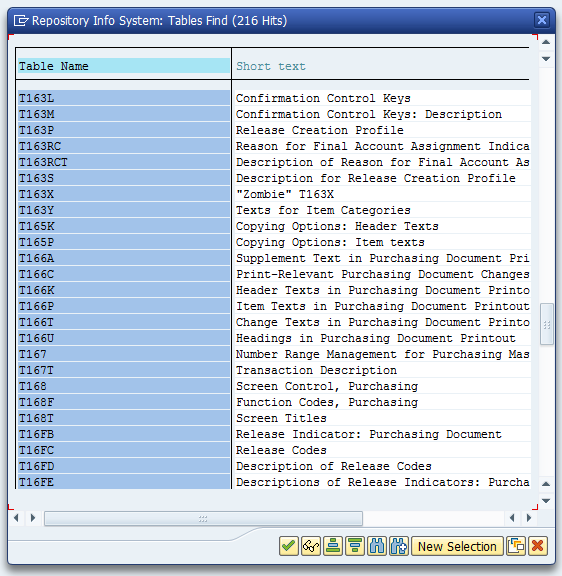 Repository Info System: Tables Find (216 Hits)
Table Name Short text
T163L Confirmation Control Keys
T163M Confirmation Control Keys: Description
T163P Release Creation Profile
T163RC Reason for Final Account Assignment Indica
T163RCT Description of Reason for Final Account As
T163S Description for Release Creation Profile
T163X "Zombie" T163X
T163Y Texts for Item Categories
T165K Copying Options: Header Texts
T165P Copying Options: Item texts
T166A Supplement Text in Purchasing Document Pri
T166C Print-Relevant Purchasing Document Changes
T166K Header Texts in Purchasing Document Printo
T166P Item Texts in Purchasing Document Printout
T166T Change Texts in Purchasing Document Printo
T166U Headings in Purchasing Document Printout
T167 Number Range Management for Purchasing Mas
T167T Transaction Description
T168 Screen Control, Purchasing
T168F Function Codes, Purchasing
T168T Screen Titles
T16FB Release Indicator: Purchasing Document
T16FC Release Codes
T16FD Description of Release Codes
T16FE Descriptions of Release Indicators: Purcha
New Selection